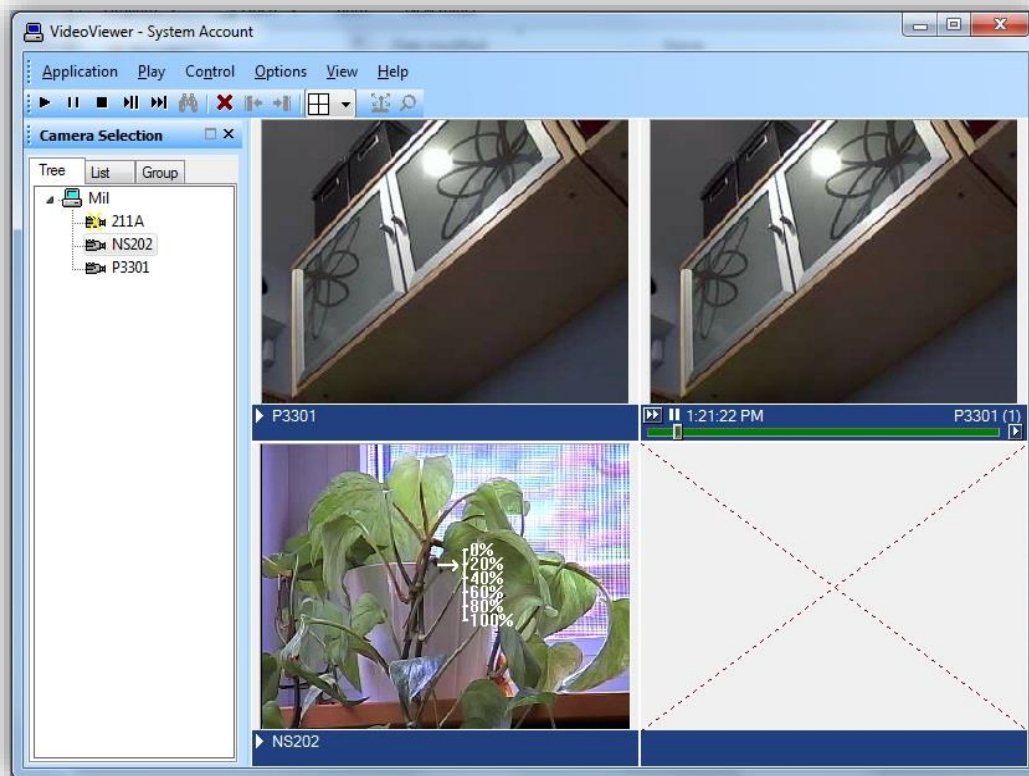 VideoViewer - System Account
Application Play Control Options View Help
Camera Selection
Tree List Group
Mil
211A
NS202
P3301
P3301
1:21:22 PM P3301 (1)
0%
20%
40%
60%
80%
100%
NS202